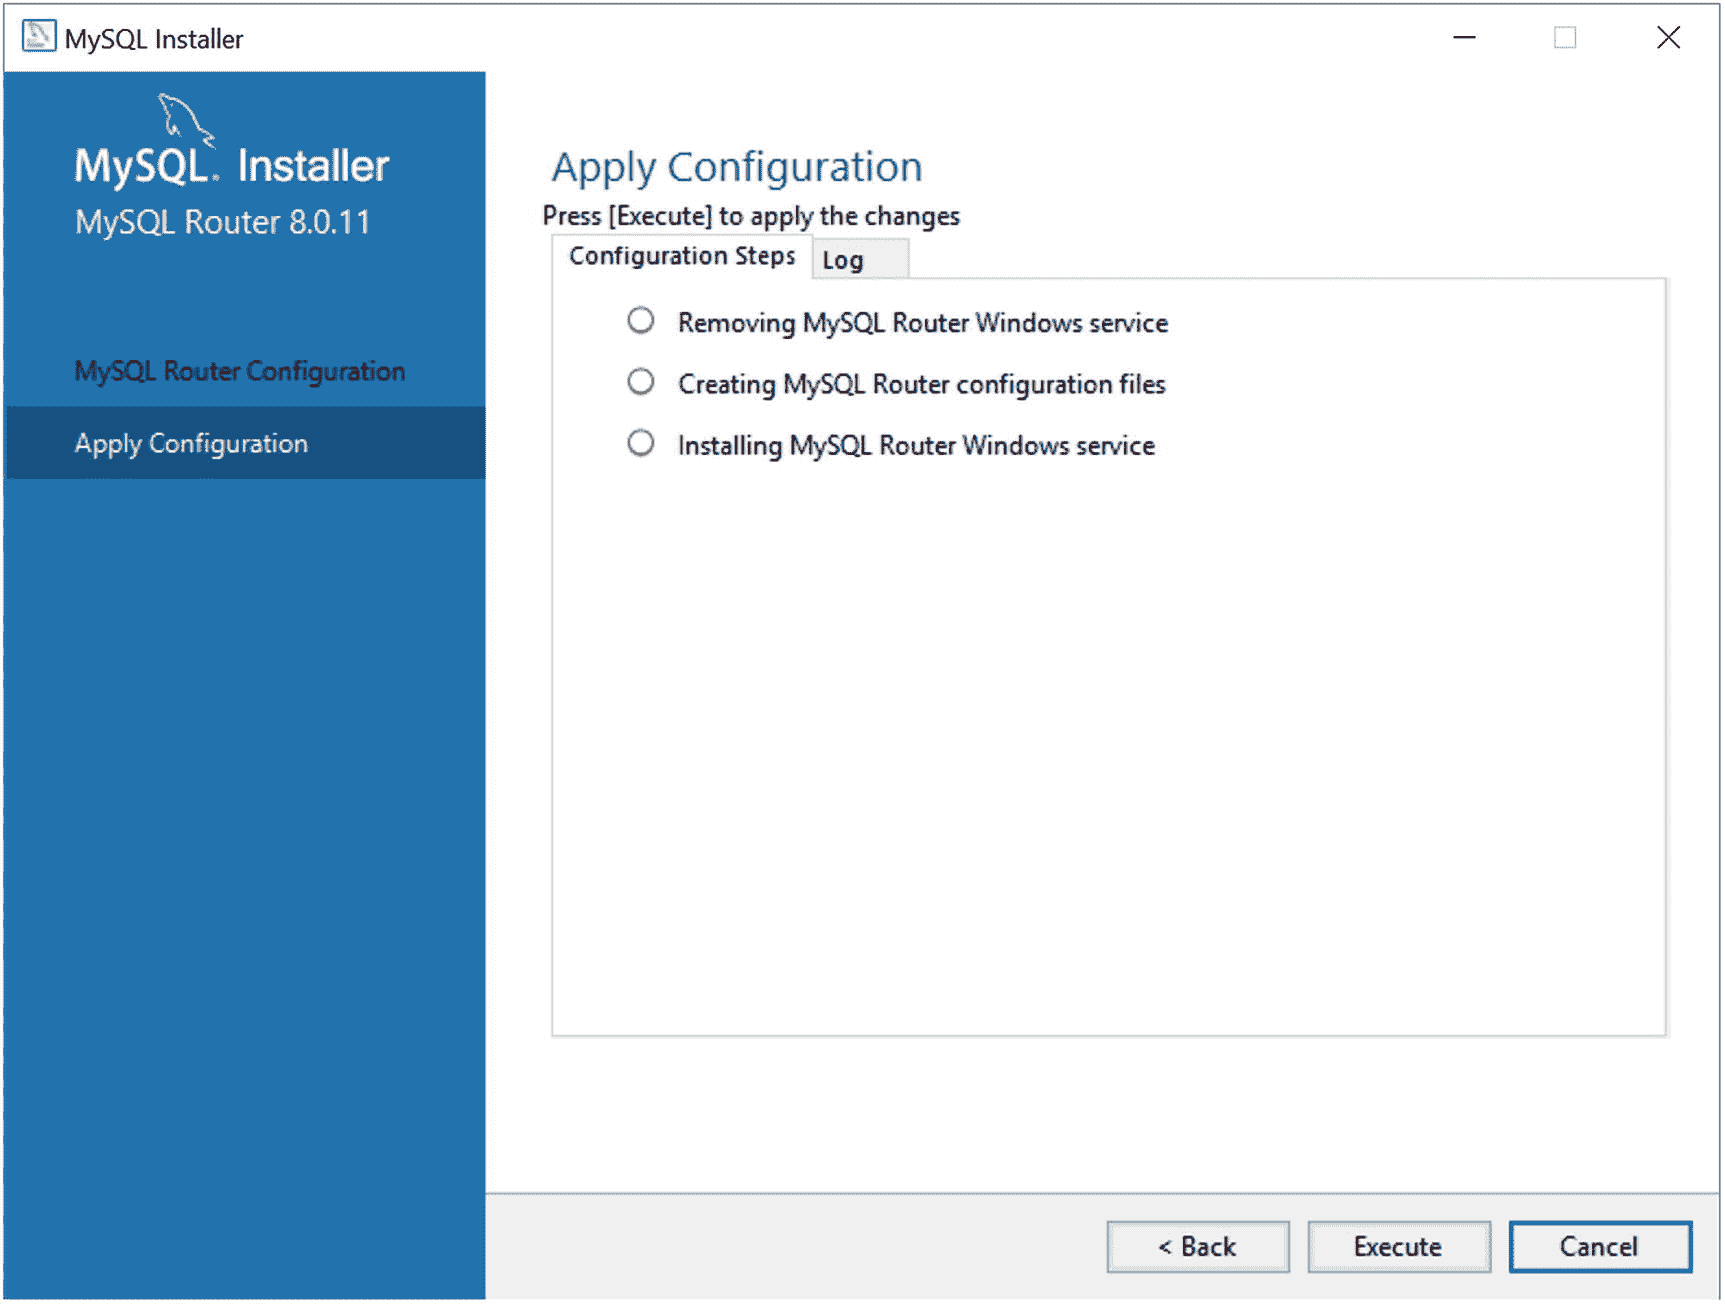 MySQL Installer
MySQL. Installer
MySQL Router 8.0.11
MySQL Router Configuration
Apply Configuration
Apply Configuration
Press [Execute] to apply the changes
Configuration Steps
Log
Removing MySQL Router Windows service
Creating MySQL Router configuration files
Installing MySQL Router Windows service
< Back
Execute
Cancel